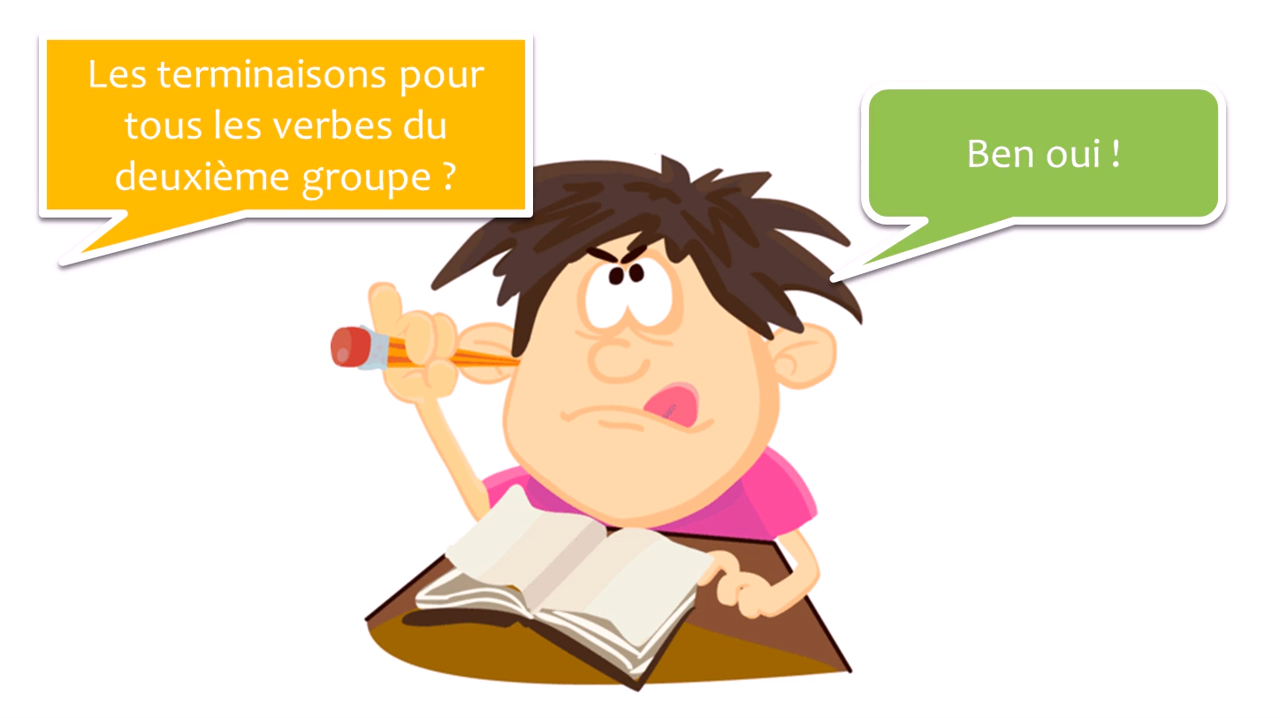 Les terminaisons pour
tous les verbes du
deuxième groupe ?
Ben oui !